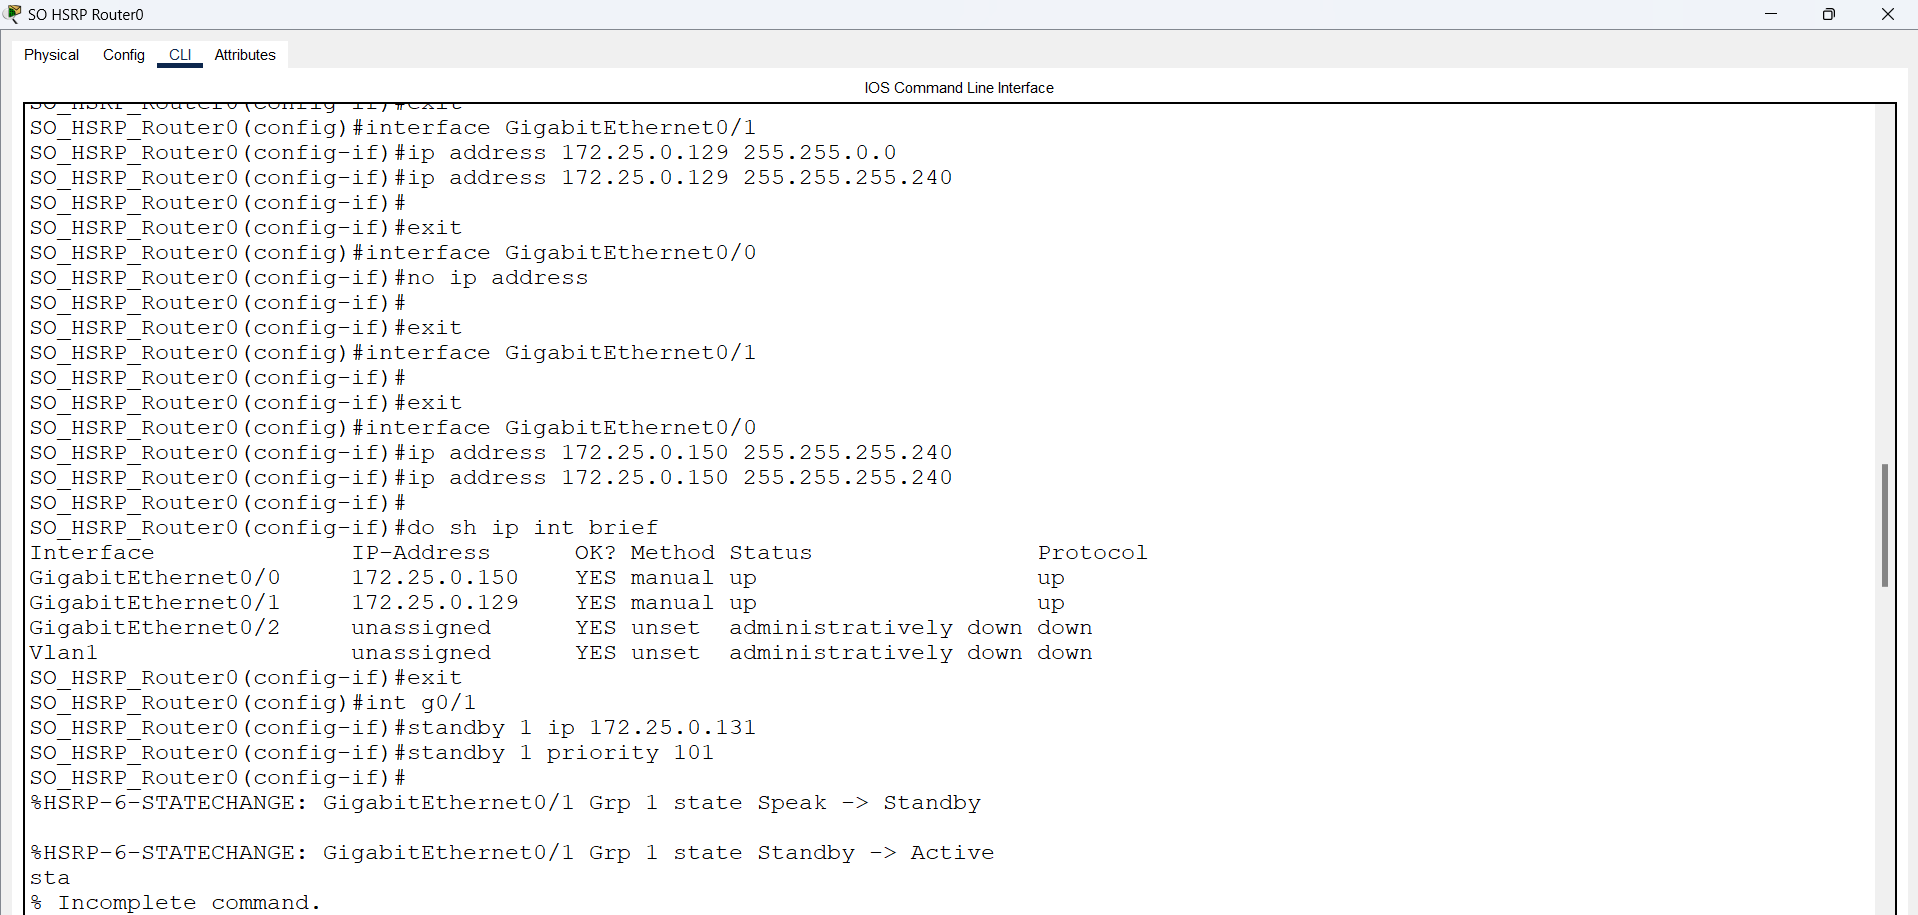 SO HSRP Router0
Physical Config CLI Attributes
IOS Command Line Interface
SO_HSRP_Router0(config-if)#exit
SO_HSRP_Router0(config)#interface GigabitEthernet0/1
SO_HSRP_Router0(config-if)#ip address 172.25.0.129 255.255.0.0
SO_HSRP_Router0(config-if)#ip address 172.25.0.129 255.255.255.240
SO_HSRP_Router0(config-if)#
SO_HSRP_Router0(config-if)#exit
SO_HSRP_Router0(config)#interface GigabitEthernet0/0
SO_HSRP_Router0(config-if)#no ip address
SO_HSRP_Router0(config-if)#
SO_HSRP_Router0(config-if)#exit
SO_HSRP_Router0(config)#interface GigabitEthernet0/1
SO_HSRP_Router0(config-if)#
SO_HSRP_Router0(config-if)#exit
SO_HSRP_Router0(config)#interface GigabitEthernet0/0
SO_HSRP_Router0(config-if)#ip address 172.25.0.150 255.255.255.240
SO_HSRP_Router0(config-if)#ip address 172.25.0.150 255.255.255.240
SO_HSRP_Router0(config-if)#
SO_HSRP_Router0(config-if)#do sh ip int brief
Interface IP-Address OK? Method Status Protocol
GigabitEthernet0/0 172.25.0.150 YES manual up up
GigabitEthernet0/1 172.25.0.129 YES manual up up
GigabitEthernet0/2 unassigned YES unset administratively down down
Vlan1 unassigned YES unset administratively down down
SO_HSRP_Router0(config-if)#exit
SO_HSRP_Router0(config)#int g0/1
SO_HSRP_Router0(config-if)#standby 1 ip 172.25.0.131
SO_HSRP_Router0(config-if)#standby 1 priority 101
SO_HSRP_Router0(config-if)#
%HSRP-6-STATECHANGE: GigabitEthernet0/1 Grp 1 state Speak -> Standby
%HSRP-6-STATECHANGE: GigabitEthernet0/1 Grp 1 state Standby -> Active
sta
% Incomplete command.